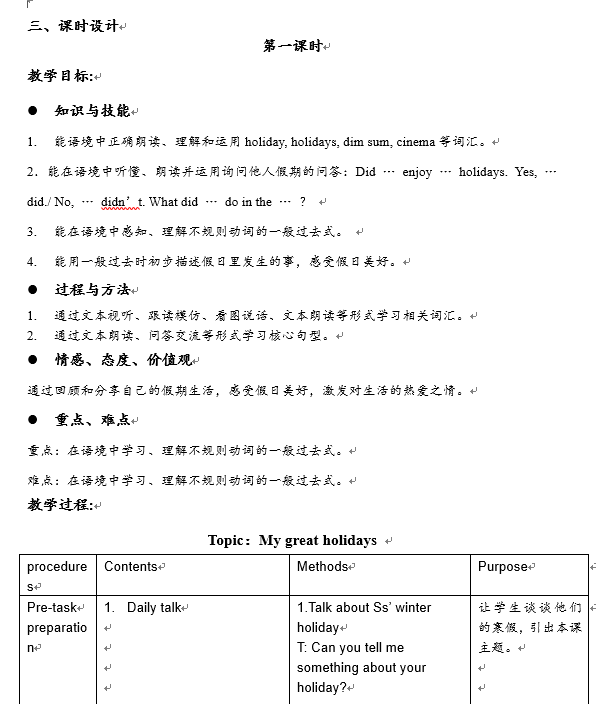 三、课时设计
第一课时
教学目标:
● 知识与技能
1. 能语境中正确朗读、理解和运用 holiday, holidays, dim sum, cinema 等词汇。
2．能在语境中听懂、朗读并运用询问他人假期的问答：Did … enjoy … holidays. Yes, …
did./ No, … didn’t. What did … do in the … ？
3. 能在语境中感知、理解不规则动词的一般过去式。
4. 能用一般过去时初步描述假日里发生的事，感受假日美好。
● 过程与方法
1. 通过文本视听、跟读模仿、看图说话、文本朗读等形式学习相关词汇。
2. 通过文本朗读、问答交流等形式学习核心句型。
● 情感、态度、价值观
通过回顾和分享自己的假期生活，感受假日美好，激发对生活的热爱之情。
● 重点、难点
重点：在语境中学习、理解不规则动词的一般过去式。
难点：在语境中学习、理解不规则动词的一般过去式。
教学过程:
Topic：My great holidays
procedure
s
Contents
Methods
Purpose
Pre-task
preparatio
n
1. Daily talk
1.Talk about Ss’ winter
holiday
T: Can you tell me
something about your
holiday?
让学生谈谈他们
的寒假，引出本课
主题。